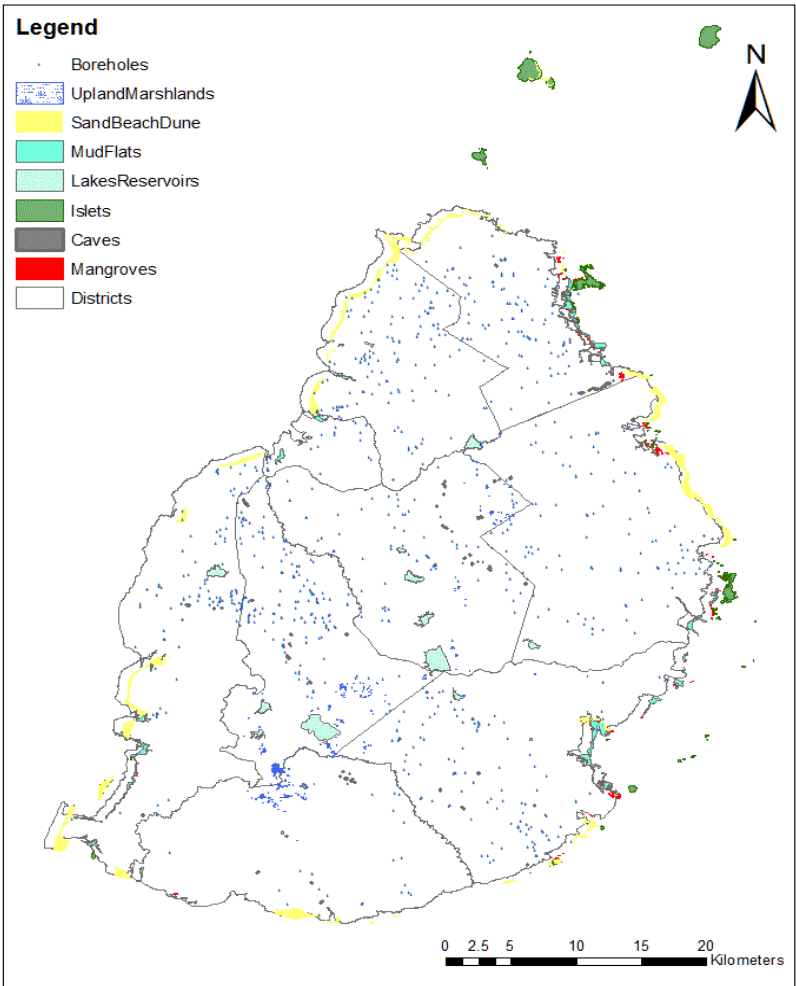 Legend
Boreholes
UplandMarshlands
SandBeachDune
MudFlats
LakesReservoirs
Islets
Caves
Mangroves
Districts
N
0 2.5 5 10 15 20
Kilometers